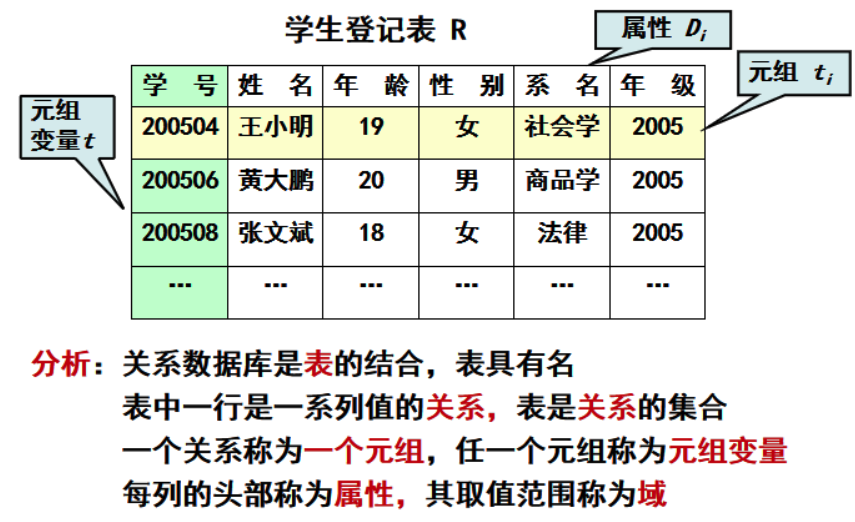 学生登记表 R
属性 Di
元组 ti
元组
变量t
学 号 姓 名 年 龄 性 别 系 名 年 级
200504 王小明 19 女 社会学 2005
200506 黄大鹏 20 男 商品学 2005
200508 张文斌 18 女 法律 2005
... ... ... ... ... ...
分析：关系数据库是表的结合，表具有名
表中一行是一系列值的关系，表是关系的集合
一个关系称为一个元组，任一个元组称为元组变量
每列的头部称为属性，其取值范围称为域